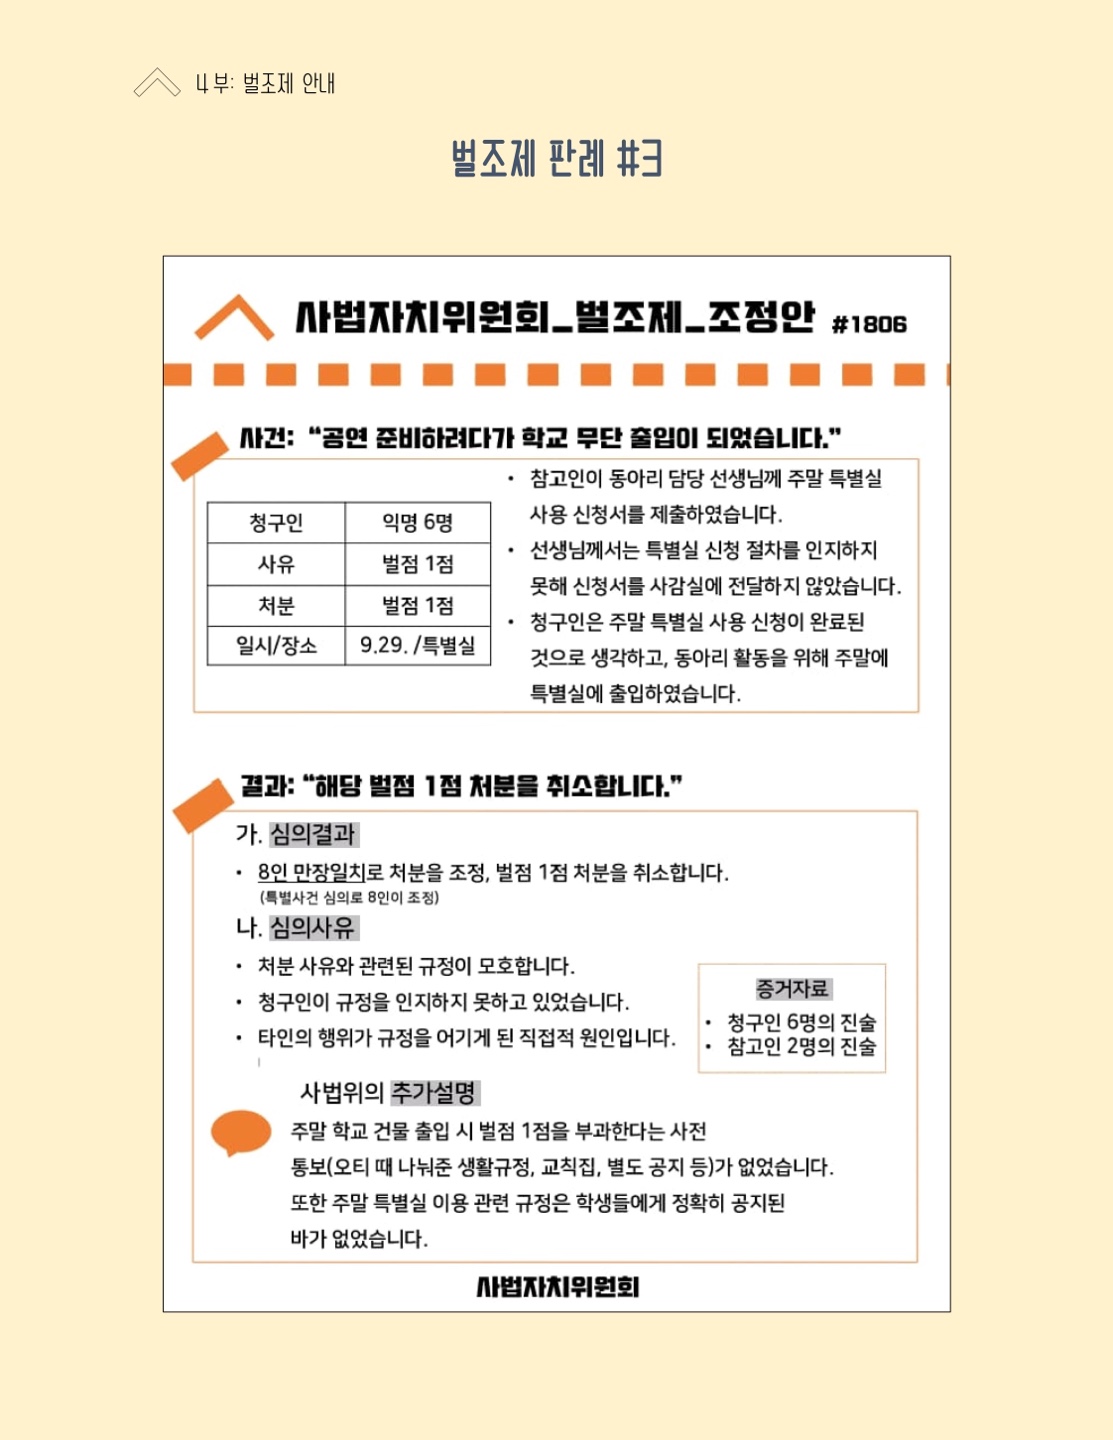 4부: 벌조제 안내
벌조제 판례 #3
사법자치위원회_벌조제_조정안 #1806
사건: “공연 준비하려다가 학교 무단 출입이 되었습니다.”
청구인 익명 6명
사유 벌점 1점
처분 벌점 1점
일시/장소 9.29. /특별실
• 참고인이 동아리 담당 선생님께 주말 특별실
사용 신청서를 제출하였습니다.
• 선생님께서는 특별실 신청 절차를 인지하지
못해 신청서를 사감실에 전달하지 않았습니다.
• 청구인은 주말 특별실 사용 신청이 완료된
것으로 생각하고, 동아리 활동을 위해 주말에
특별실에 출입하였습니다.
결과: “해당 벌점 1점 처분을 취소합니다.”
가. 심의결과
• 8인 만장일치로 처분을 조정, 벌점 1점 처분을 취소합니다.
(특별사건 심의로 8인이 조정)
나. 심의사유
• 처분 사유와 관련된 규정이 모호합니다.
• 청구인이 규정을 인지하지 못하고 있었습니다.
• 타인의 행위가 규정을 어기게 된 직접적 원인입니다.
증거자료
• 청구인 6명의 진술
• 참고인 2명의 진술
사법위의 추가설명
주말 학교 건물 출입 시 벌점 1점을 부과한다는 사전
통보(오티 때 나눠준 생활규정, 교칙집, 별도 공지 등)가 없었습니다.
또한 주말 특별실 이용 관련 규정은 학생들에게 정확히 공지된
바가 없었습니다.
사법자치위원회